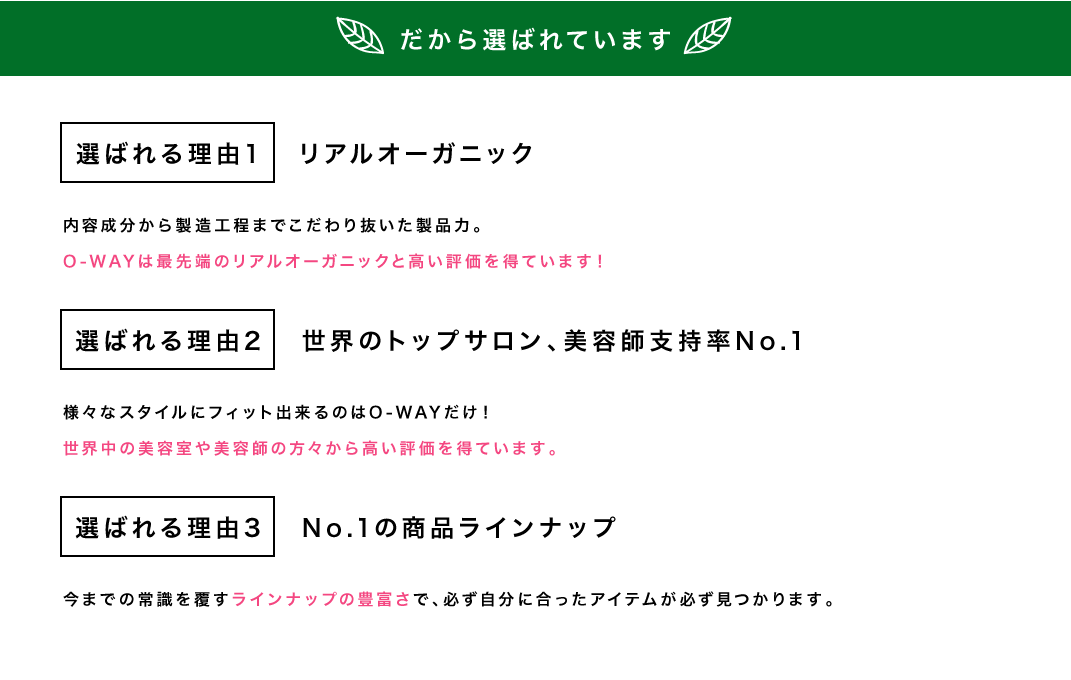 だから選ばれています
選ばれる理由1 リアルオーガニック
内容成分から製造工程までこだわり抜いた製品力。
O-WAYは最先端のリアルオーガニックと高い評価を得ています！
選ばれる理由2 世界のトップサロン、美容師支持率No.1
様々なスタイルにフィット出来るのはO-WAYだけ！
世界中の美容室や美容師の方々から高い評価を得ています。
選ばれる理由3 No.1の商品ラインナップ
今までの常識を覆すラインナップの豊富さで、必ず自分に合ったアイテムが必ず見つかります。